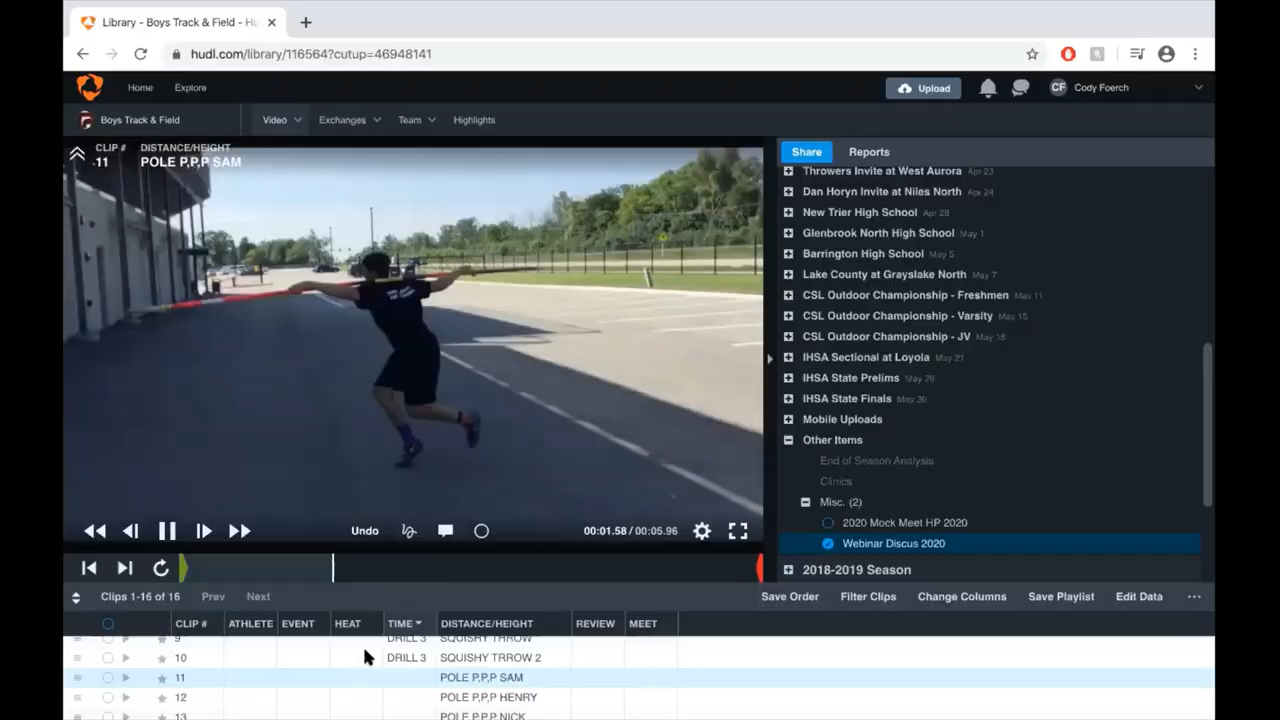 Library - Boys Track & Field - Hu
hudl.com/library/116564?cutup=46948141
Home Explore Upload CF Cody Foerch
Boys Track & Field Video Exchanges Team Highlights
CLIP # DISTANCE/HEIGHT
11 POLE P,P,P SAM
Share Reports
Throwers Invite at West Aurora Apr 23
Dan Horyn Invite at Niles North Apr 24
New Trier High School Apr 28
Glenbrook North High School May 1
Barrington High School May 5
Lake County at Grayslake North May 7
CSL Outdoor Championship - Freshmen May 11
CSL Outdoor Championship - Varsity May 15
CSL Outdoor Championship - JV May 18
IHSA Sectional at Loyola May 21
IHSA State Prelims May 29
IHSA State Finals May 30
Mobile Uploads
Other Items
End of Season Analysis
Clinics
Misc. (2)
2020 Mock Meet HP 2020
Webinar Discus 2020
2018-2019 Season
Undo 00:01.58 / 00:05.96
Clips 1-16 of 16 Prev Next Save Order Filter Clips Change Columns Save Playlist Edit Data
CLIP # ATHLETE EVENT HEAT TIME DISTANCE/HEIGHT REVIEW MEET
9 DRILL 3 SQUISHY THROW
10 DRILL 3 SQUISHY TRROW 2
11 POLE P,P,P SAM
12 POLE P,P,P HENRY
13 POLE P.P.P NICK